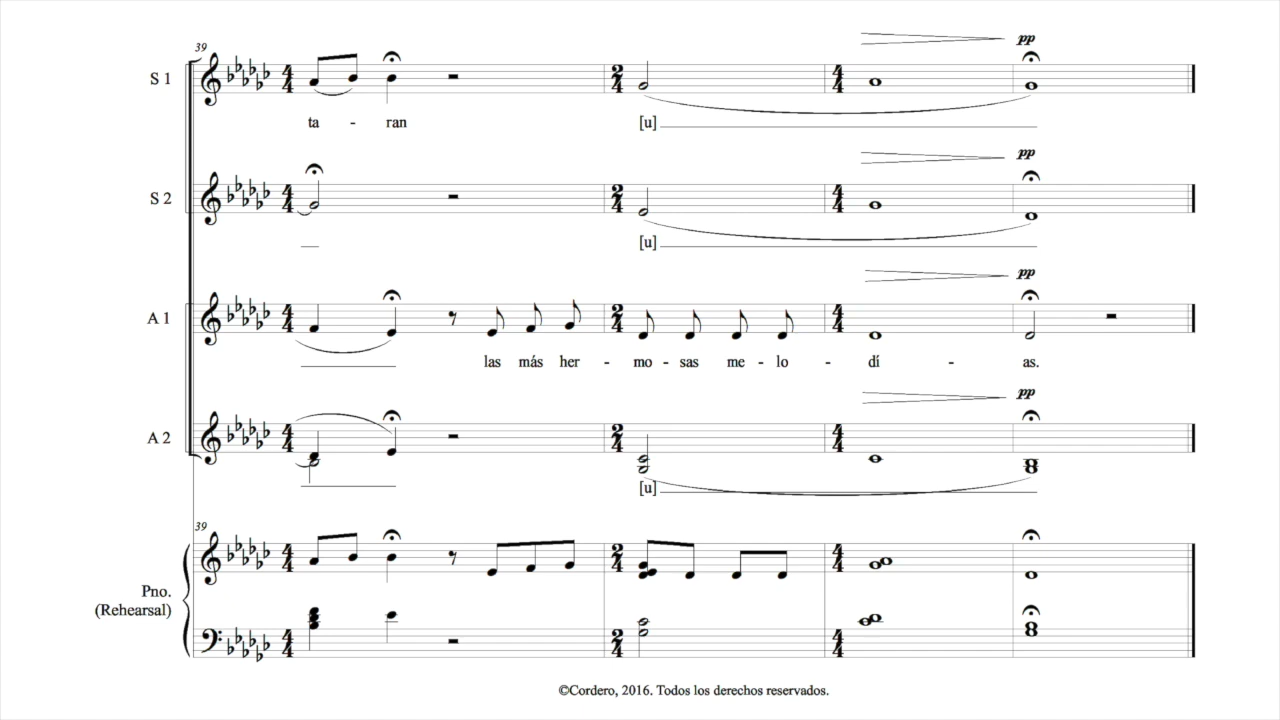 39
S 1
ta - ran
[u]
pp
S 2
[u]
pp
A 1
las más her - mo - sas me - lo - dí - as.
pp
A 2
[u]
pp
39
Pno.
(Rehearsal)
©Cordero, 2016. Todos los derechos reservados.